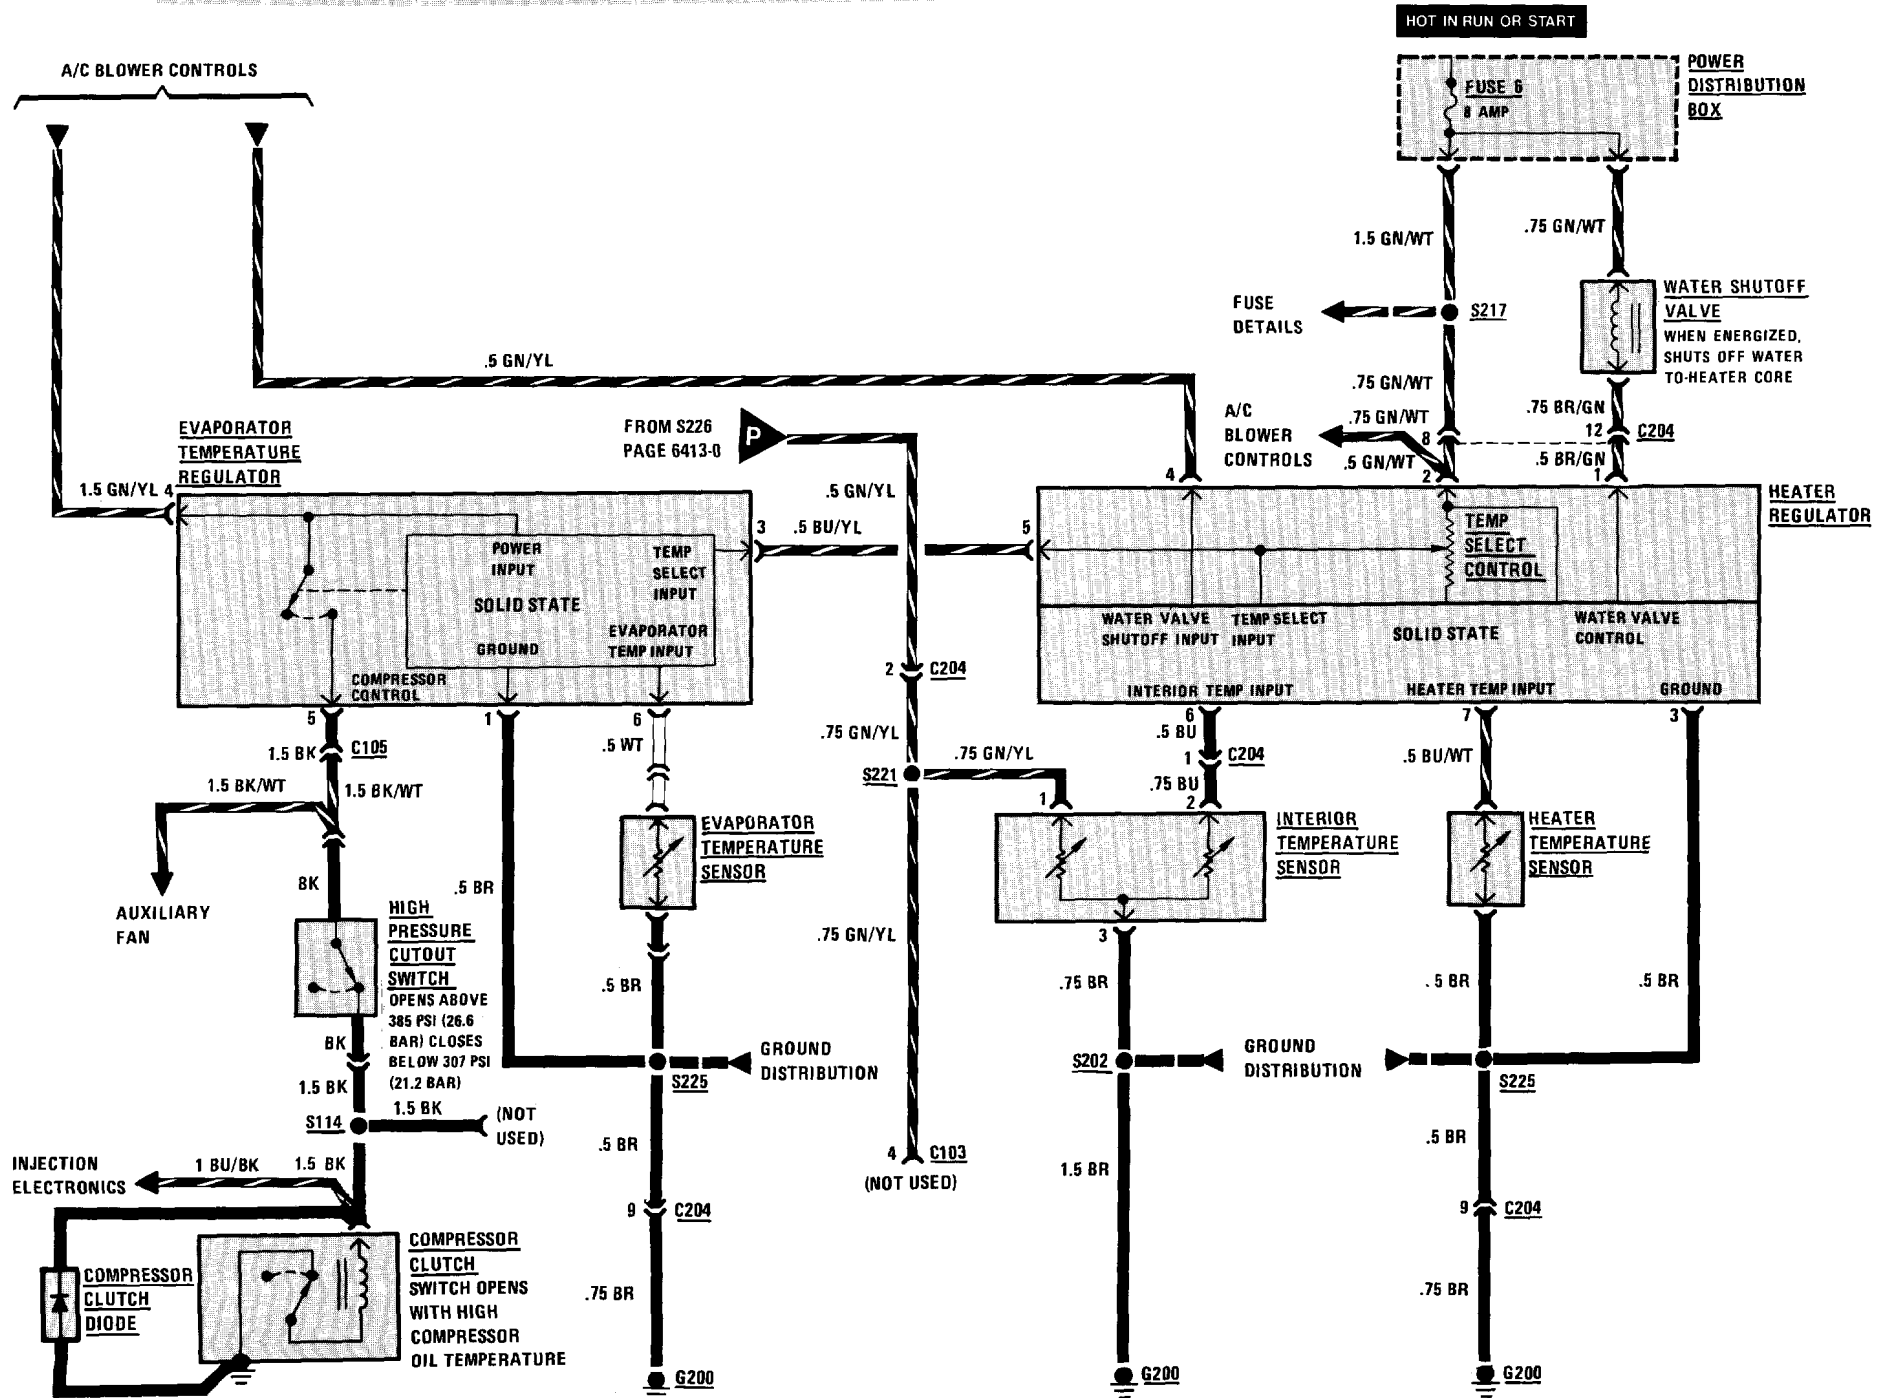 HOT IN RUN OR START
A/C BLOWER CONTROLS
FUSE 6
8 AMP
POWER
DISTRIBUTION
BOX
1.5 GN/WT
.75 GN/WT
FUSE
DETAILS
S217
WATER SHUTOFF
VALVE
WHEN ENERGIZED,
SHUTS OFF WATER
TO-HEATER CORE
.5 GN/YL
.75 GN/WT
.75 BR/GN
A/C
BLOWER
CONTROLS
.75 GN/WT
8
12
C204
.5 GN/WT
2
.5 BR/GN
1
FROM S226
PAGE 6413-0
P
EVAPORATOR
TEMPERATURE
REGULATOR
1.5 GN/YL
4
.5 GN/YL
4
HEATER
REGULATOR
3
.5 BU/YL
5
POWER
INPUT
TEMP
SELECT
INPUT
SOLID STATE
GROUND
EVAPORATOR
TEMP INPUT
COMPRESSOR
CONTROL
TEMP
SELECT
CONTROL
WATER VALVE
SHUTOFF INPUT
TEMP SELECT
INPUT
SOLID STATE
WATER VALVE
CONTROL
INTERIOR TEMP INPUT
HEATER TEMP INPUT
GROUND
2
C204
5
1
6
6
7
3
1.5 BK
C105
.5 WT
.75 GN/YL
.5 BU
1
C204
.5 BU/WT
1.5 BK/WT
1.5 BK/WT
S221
.75 GN/YL
.75 BU
1
2
AUXILIARY
FAN
BK
.5 BR
EVAPORATOR
TEMPERATURE
SENSOR
INTERIOR
TEMPERATURE
SENSOR
HEATER
TEMPERATURE
SENSOR
HIGH
PRESSURE
CUTOUT
SWITCH
OPENS ABOVE
385 PSI (26.6
BAR) CLOSES
BELOW 307 PSI
(21.2 BAR)
.75 GN/YL
3
.5 BR
.75 BR
.5 BR
.5 BR
BK
1.5 BK
S114
1.5 BK
(NOT
USED)
GROUND
DISTRIBUTION
S225
S202
GROUND
DISTRIBUTION
S225
INJECTION
ELECTRONICS
1 BU/BK
1.5 BK
.5 BR
4
C103
(NOT USED)
1.5 BR
.5 BR
9
C204
9
C204
COMPRESSOR
CLUTCH
DIODE
COMPRESSOR
CLUTCH
SWITCH OPENS
WITH HIGH
COMPRESSOR
OIL TEMPERATURE
.75 BR
.75 BR
G200
G200
G200